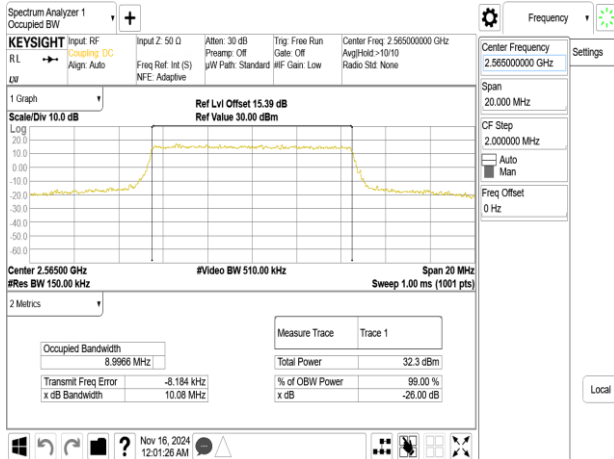 Spectrum Analyzer 1
Occupied BW
+
Frequency
KEYSIGHT
RL
LXI
Input: RF
Coupling: DC
Align: Auto
Input Z: 50 Ω
Freq Ref: Int (S)
NFE: Adaptive
Atten: 30 dB
Preamp: Off
µW Path: Standard
Trig: Free Run
Gate: Off
#IF Gain: Low
Center Freq: 2.565000000 GHz
Avg|Hold:>10/10
Radio Std: None
Center Frequency
2.565000000 GHz
Settings
Span
20.000 MHz
CF Step
2.000000 MHz
Auto
Man
Freq Offset
0 Hz
Local
1 Graph
Scale/Div 10.0 dB
Ref Lvl Offset 15.39 dB
Ref Value 30.00 dBm
Log
20.0
10.0
0.00
-10.0
-20.0
-30.0
-40.0
-50.0
-60.0
Center 2.56500 GHz
#Video BW 510.00 kHz
Span 20 MHz
#Res BW 150.00 kHz
Sweep 1.00 ms (1001 pts)
2 Metrics
Measure Trace Trace 1
Occupied Bandwidth
8.9966 MHz
Total Power 32.3 dBm
Transmit Freq Error -8.184 kHz
% of OBW Power 99.00 %
x dB Bandwidth 10.08 MHz
x dB -26.00 dB
?
Nov 16, 2024
12:01:26 AM